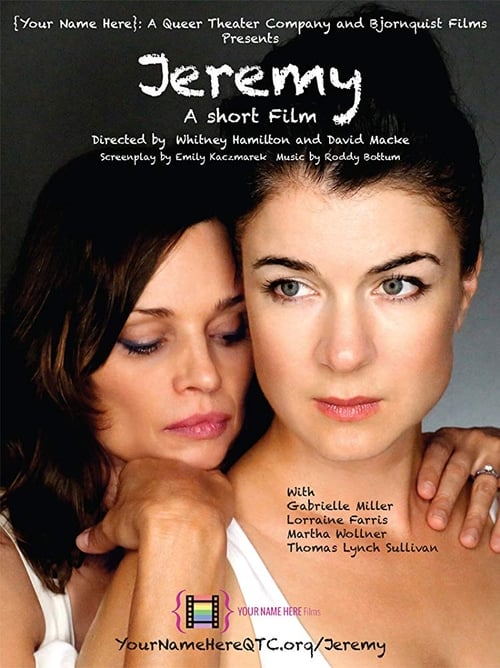 {Your Name Here}: A Queer Theater Company and Bjornquist Films
Presents
Jeremy
A short Film
Directed by Whitney Hamilton and David Macke
Screenplay by Emily Kaczmarek Music by Roddy Bottum
With
Gabrielle Miller
Lorraine Farris
Martha Wollner
Thomas Lynch Sullivan
YOUR NAME HERE Films
YourNameHereQTC.org/Jeremy